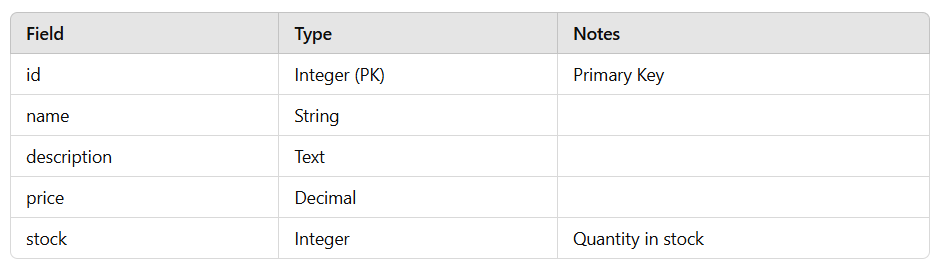 Field Type Notes
id Integer (PK) Primary Key
name String
description Text
price Decimal
stock Integer Quantity in stock